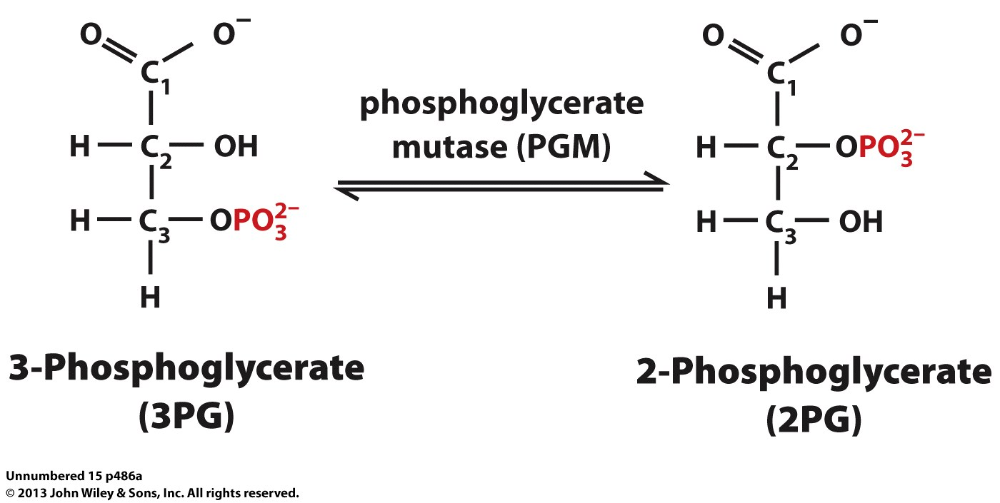 O O⁻
C₁
H C₂ OH
H C₃ OPO₃²⁻
H
phosphoglycerate
mutase (PGM)
O O⁻
C₁
H C₂ OPO₃²⁻
H C₃ OH
H
3-Phosphoglycerate
(3PG)
2-Phosphoglycerate
(2PG)
Unnumbered 15 p486a
© 2013 John Wiley & Sons, Inc. All rights reserved.